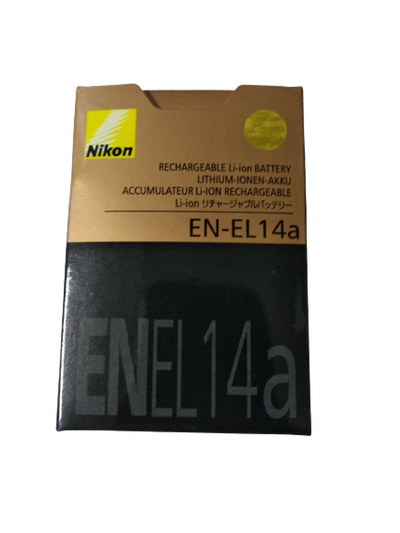 Nikon
RECHARGEABLE Li-ion BATTERY
LITHIUM-IONEN-AKKU
ACCUMULATEUR Li-ION RECHARGEABLE
Li-ion リチャージャブルバッテリー
EN-EL14a
ENEL14a